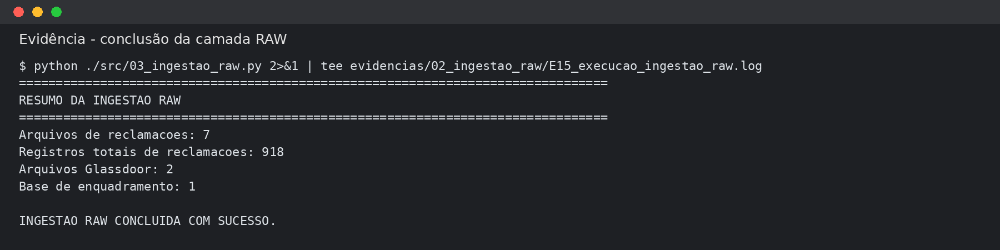 Evidência - conclusão da camada RAW
$ python ./src/03_ingestao_raw.py 2>&1 | tee evidencias/02_ingestao_raw/E15_execucao_ingestao_raw.log
================================================================================
RESUMO DA INGESTAO RAW
================================================================================
Arquivos de reclamacoes: 7
Registros totais de reclamacoes: 918
Arquivos Glassdoor: 2
Base de enquadramento: 1
INGESTAO RAW CONCLUIDA COM SUCESSO.